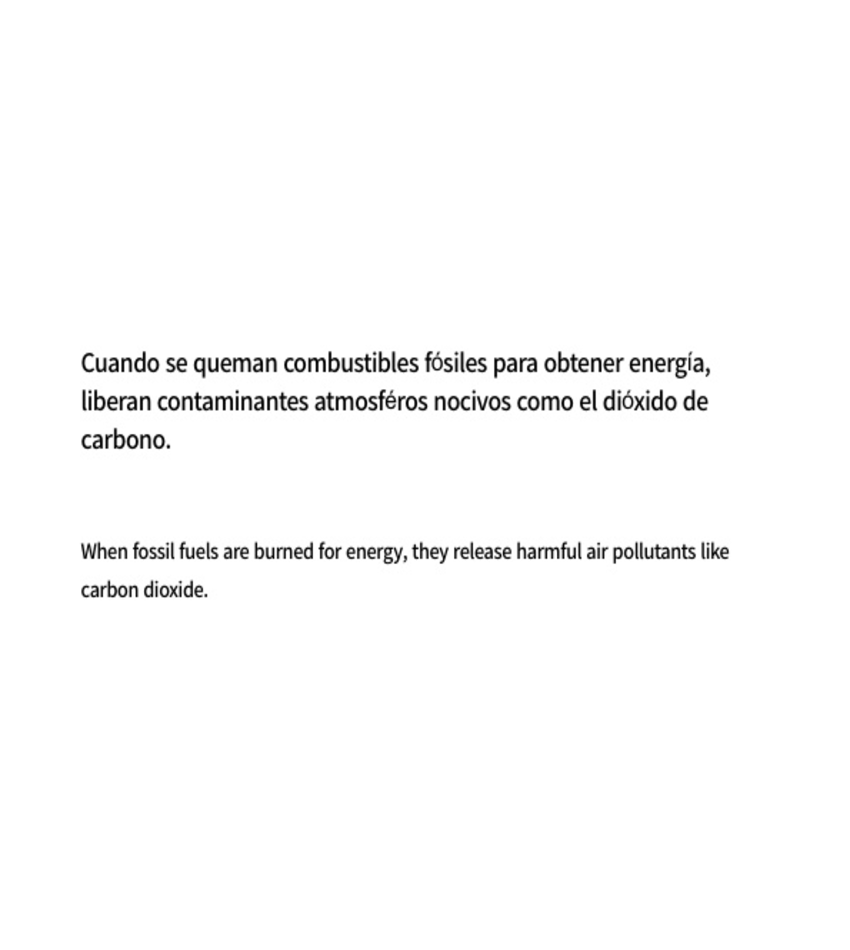 Cuando se queman combustibles fósiles para obtener energía,
liberan contaminantes atmosféros nocivos como el dióxido de
carbono.
When fossil fuels are burned for energy, they release harmful air pollutants like
carbon dioxide.